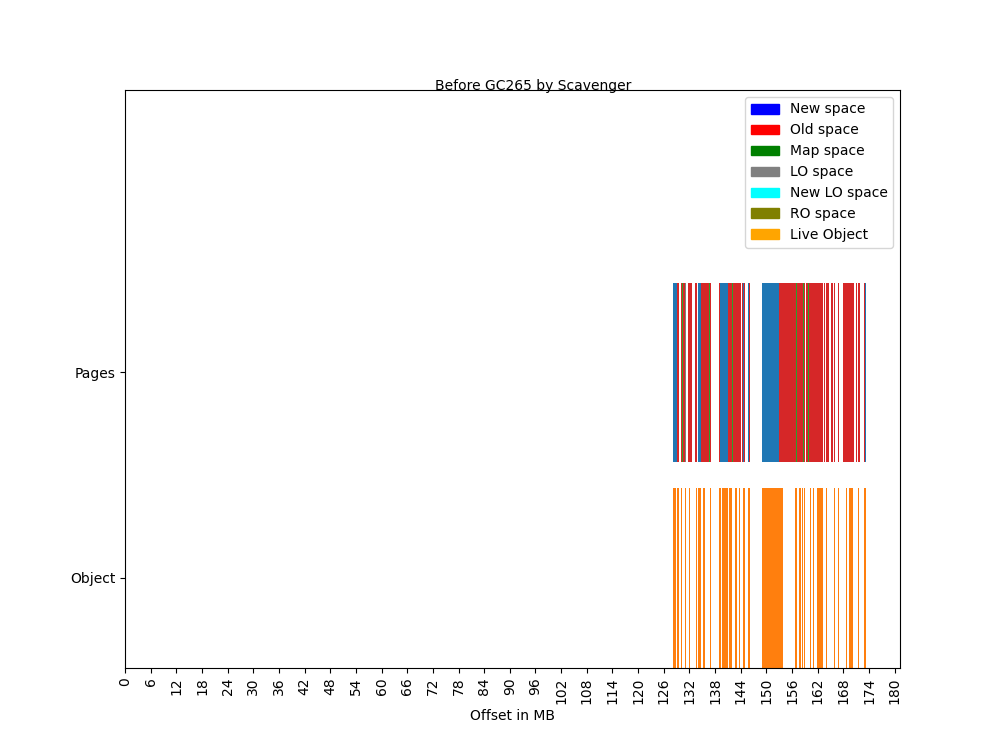 Before GC265 by Scavenger
New space
Old space
Map space
LO space
New LO space
RO space
Live Object
Pages
Object
0 6 12 18 24 30 36 42 48 54 60 66 72 78 84 90 96 102 108 114 120 126 132 138 144 150 156 162 168 174 180
Offset in MB